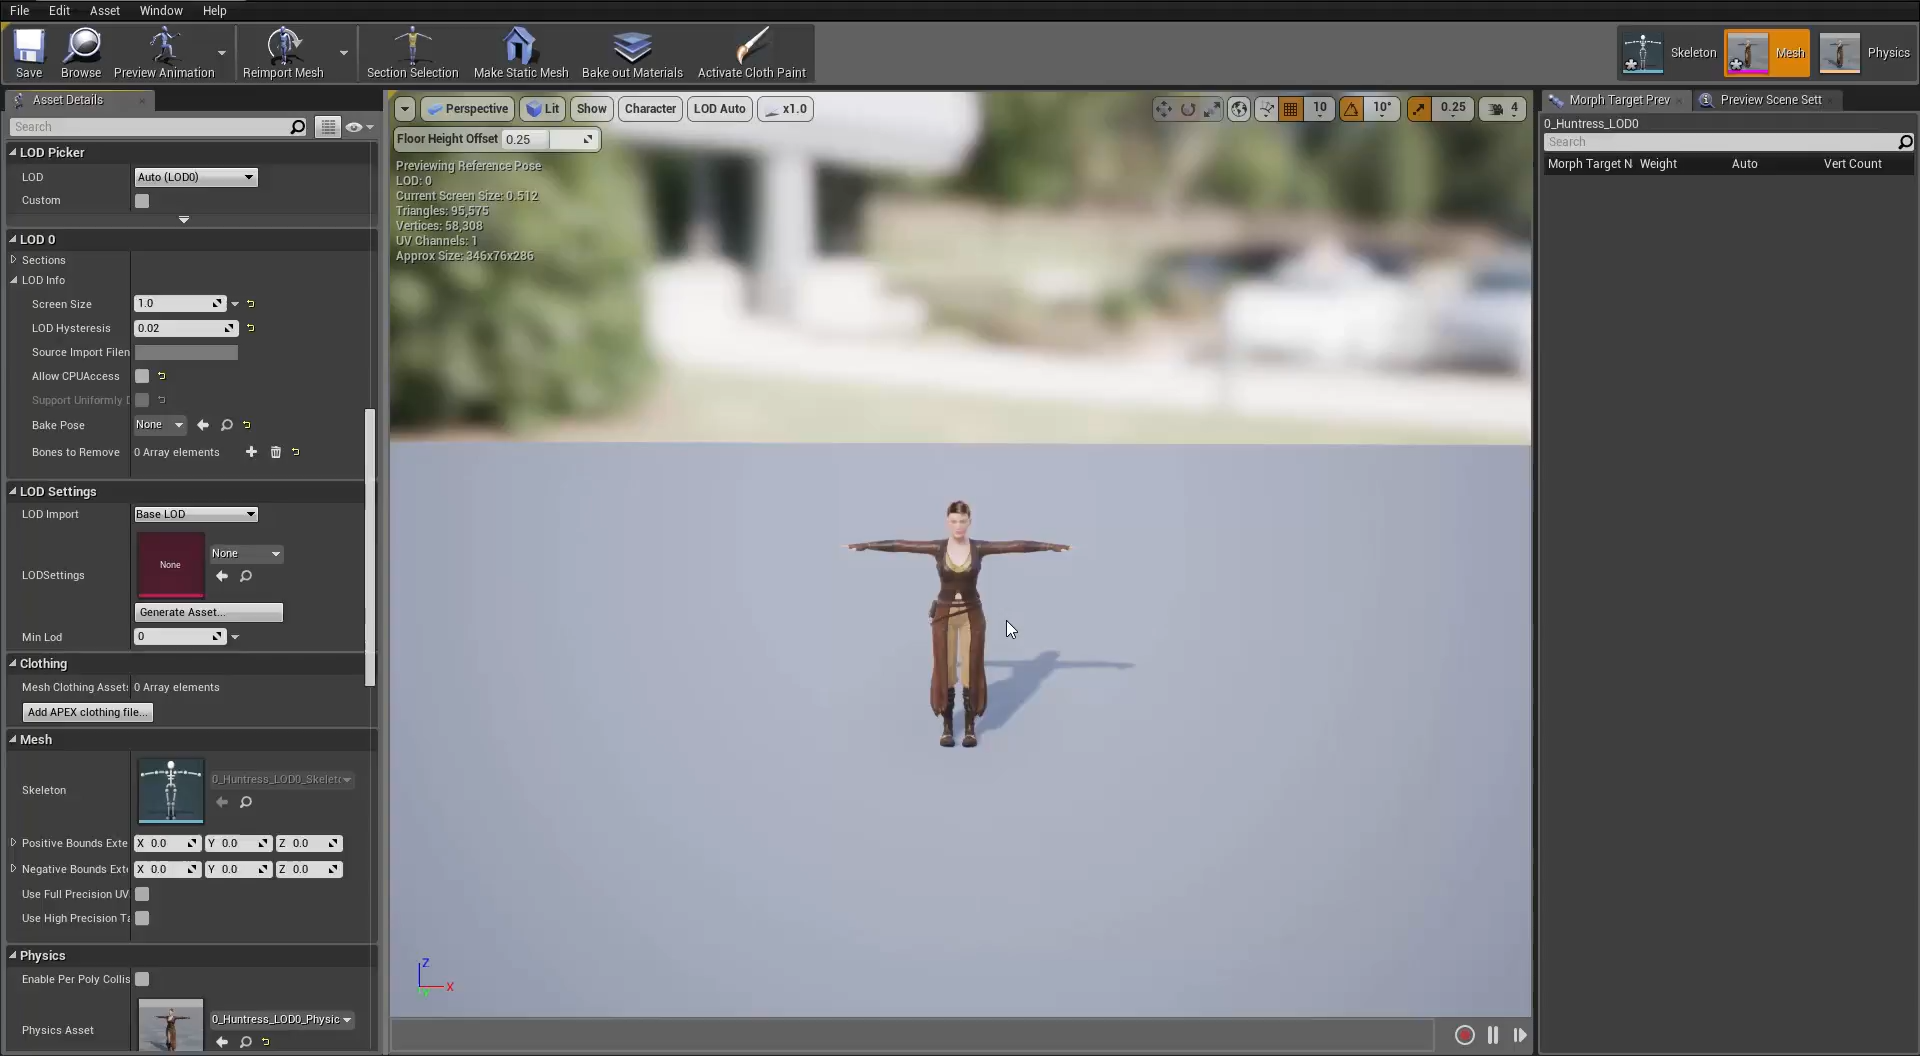 File Edit Asset Window Help
Save Browse Preview Animation Reimport Mesh Section Selection Make Static Mesh Bake out Materials Activate Cloth Paint Skeleton Mesh Physics
Asset Details
Search
LOD Picker
LOD Auto (LOD0)
Custom
LOD 0
Sections
LOD Info
Screen Size 1.0
LOD Hysteresis 0.02
Source Import Filen
Allow CPUAccess
Support Uniformly D
Bake Pose None
Bones to Remove 0 Array elements
LOD Settings
LOD Import Base LOD
None
None
LODSettings
Generate Asset...
Min Lod 0
Clothing
Mesh Clothing Assets 0 Array elements
Add APEX clothing file...
Mesh
0_Huntress_LOD0_Skelet
Skeleton
Positive Bounds Exte X 0.0 Y 0.0 Z 0.0
Negative Bounds Exte X 0.0 Y 0.0 Z 0.0
Use Full Precision UV
Use High Precision Ta
Physics
Enable Per Poly Collis
0_Huntress_LOD0_Physic
Physics Asset
Perspective Lit Show Character LOD Auto x1.0 10 10° 0.25 4
Floor Height Offset 0.25
Previewing Reference Pose
LOD: 0
Current Screen Size: 0.512
Triangles: 95,575
Vertices: 58,308
UV Channels: 1
Approx Size: 346x76x286
Z
X
Y
Morph Target Prev Preview Scene Sett
0_Huntress_LOD0
Search
Morph Target N Weight Auto Vert Count